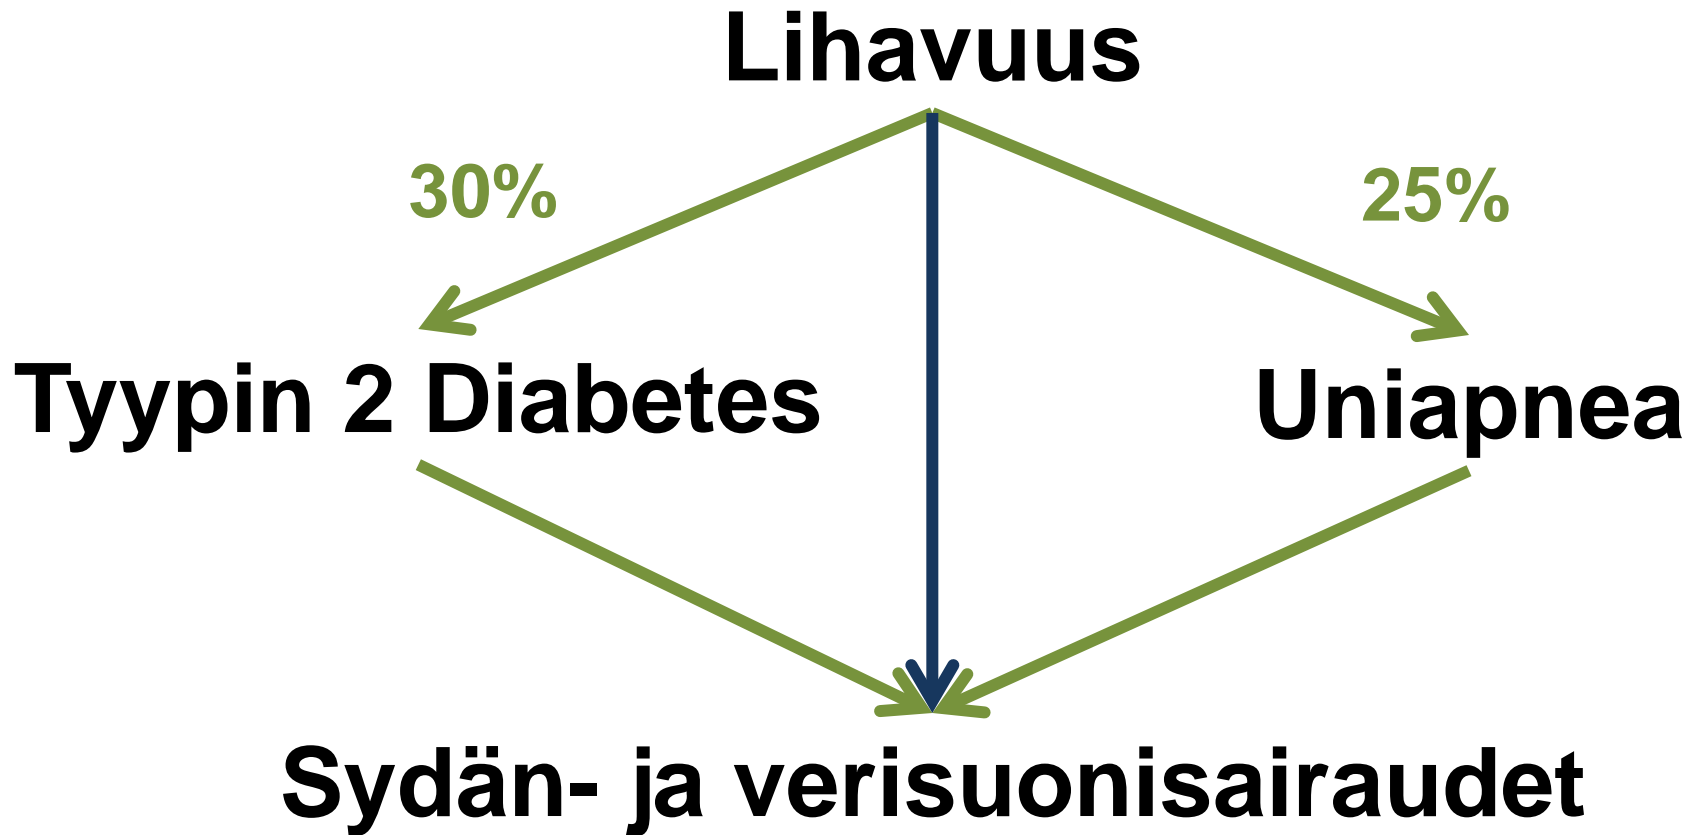 Lihavuus
30%
25%
Tyypin 2 Diabetes
Uniapnea
Sydän- ja verisuonisairaudet